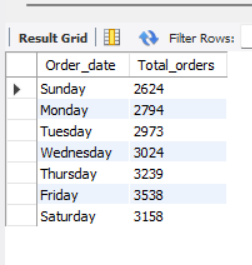 Result Grid Filter Rows:
Order_date Total_orders
Sunday 2624
Monday 2794
Tuesday 2973
Wednesday 3024
Thursday 3239
Friday 3538
Saturday 3158